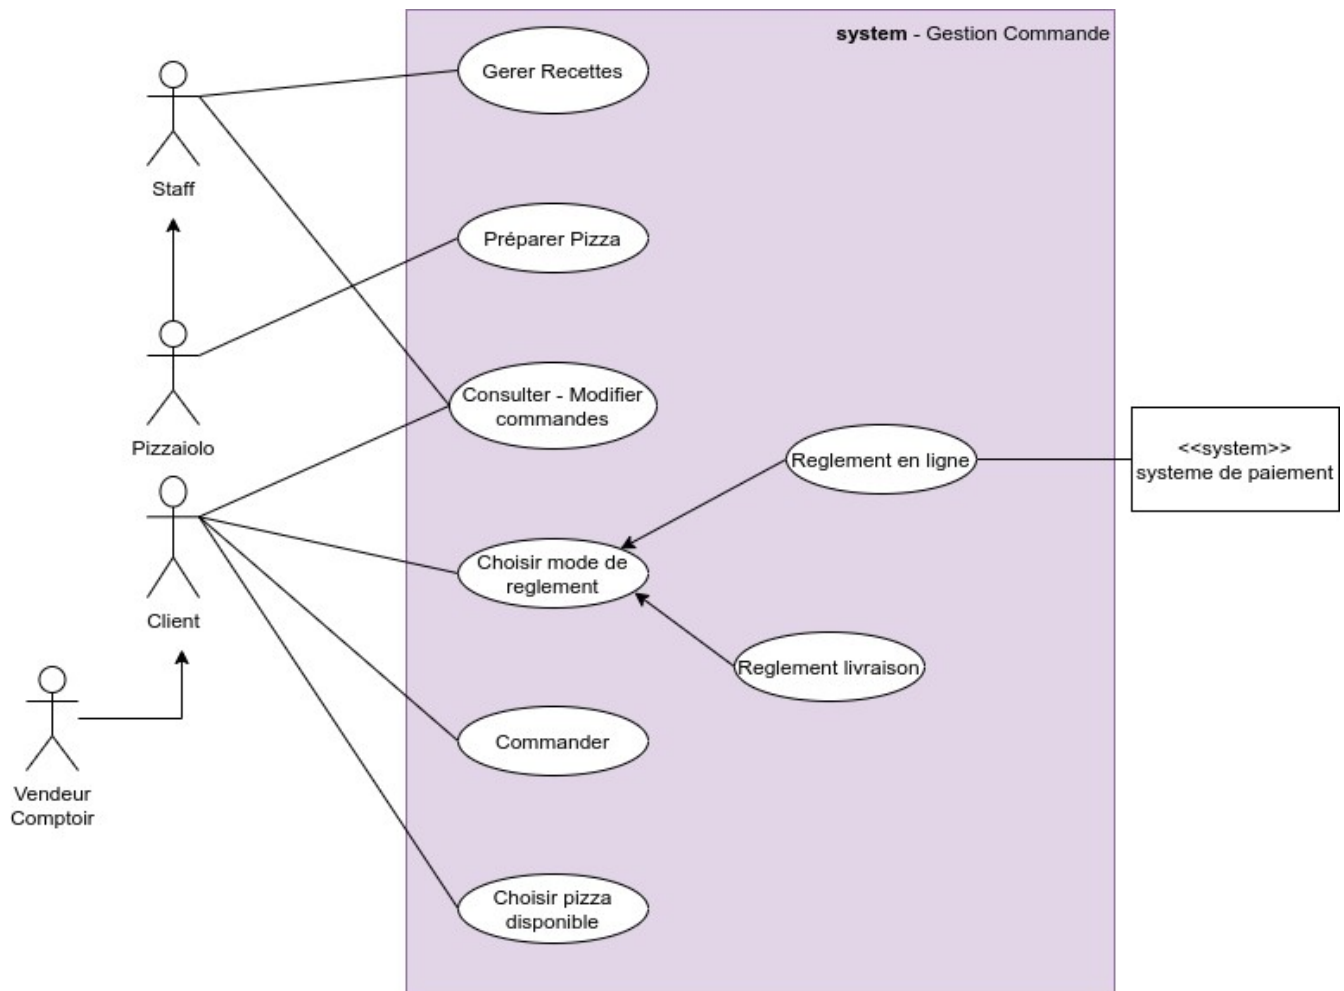 system - Gestion Commande
Gerer Recettes
Staff
Préparer Pizza
Consulter - Modifier
commandes
Pizzaiolo
Reglement en ligne
<<system>>
systeme de paiement
Choisir mode de
reglement
Client
Reglement livraison
Commander
Vendeur
Comptoir
Choisir pizza
disponible